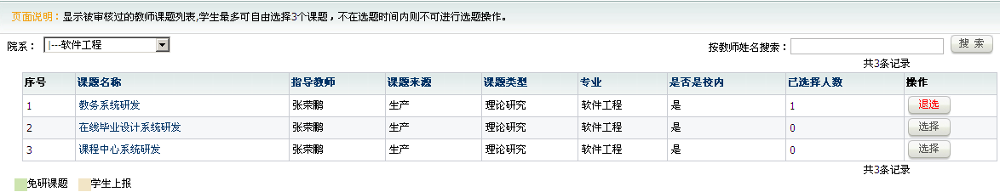 页面说明：显示被审核过的教师课题列表,学生最多可自由选择3个课题，不在选题时间内则不可进行选题操作。
院系： |---软件工程 按教师姓名搜索： 搜 索
共3条记录
序号 课题名称 指导教师 课题来源 课题类型 专业 是否是校内 已选择人数 操作
1 教务系统研发 张荣鹏 生产 理论研究 软件工程 是 1 退选
2 在线毕业设计系统研发 张荣鹏 生产 理论研究 软件工程 是 0 选择
3 课程中心系统研发 张荣鹏 生产 理论研究 软件工程 是 0 选择
共3条记录
免研课题 学生上报